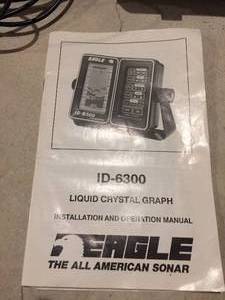 EAGLE
ID-6300
ID-6300
LIQUID CRYSTAL GRAPH
INSTALLATION AND OPERATION MANUAL
EAGLE
THE ALL AMERICAN SONAR